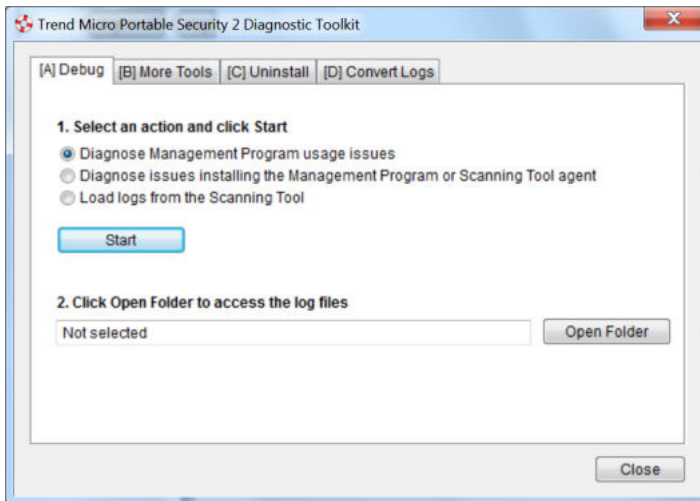 Trend Micro Portable Security 2 Diagnostic Toolkit
[A] Debug [B] More Tools [C] Uninstall [D] Convert Logs
1. Select an action and click Start
Diagnose Management Program usage issues
Diagnose issues installing the Management Program or Scanning Tool agent
Load logs from the Scanning Tool
Start
2. Click Open Folder to access the log files
Not selected Open Folder
Close